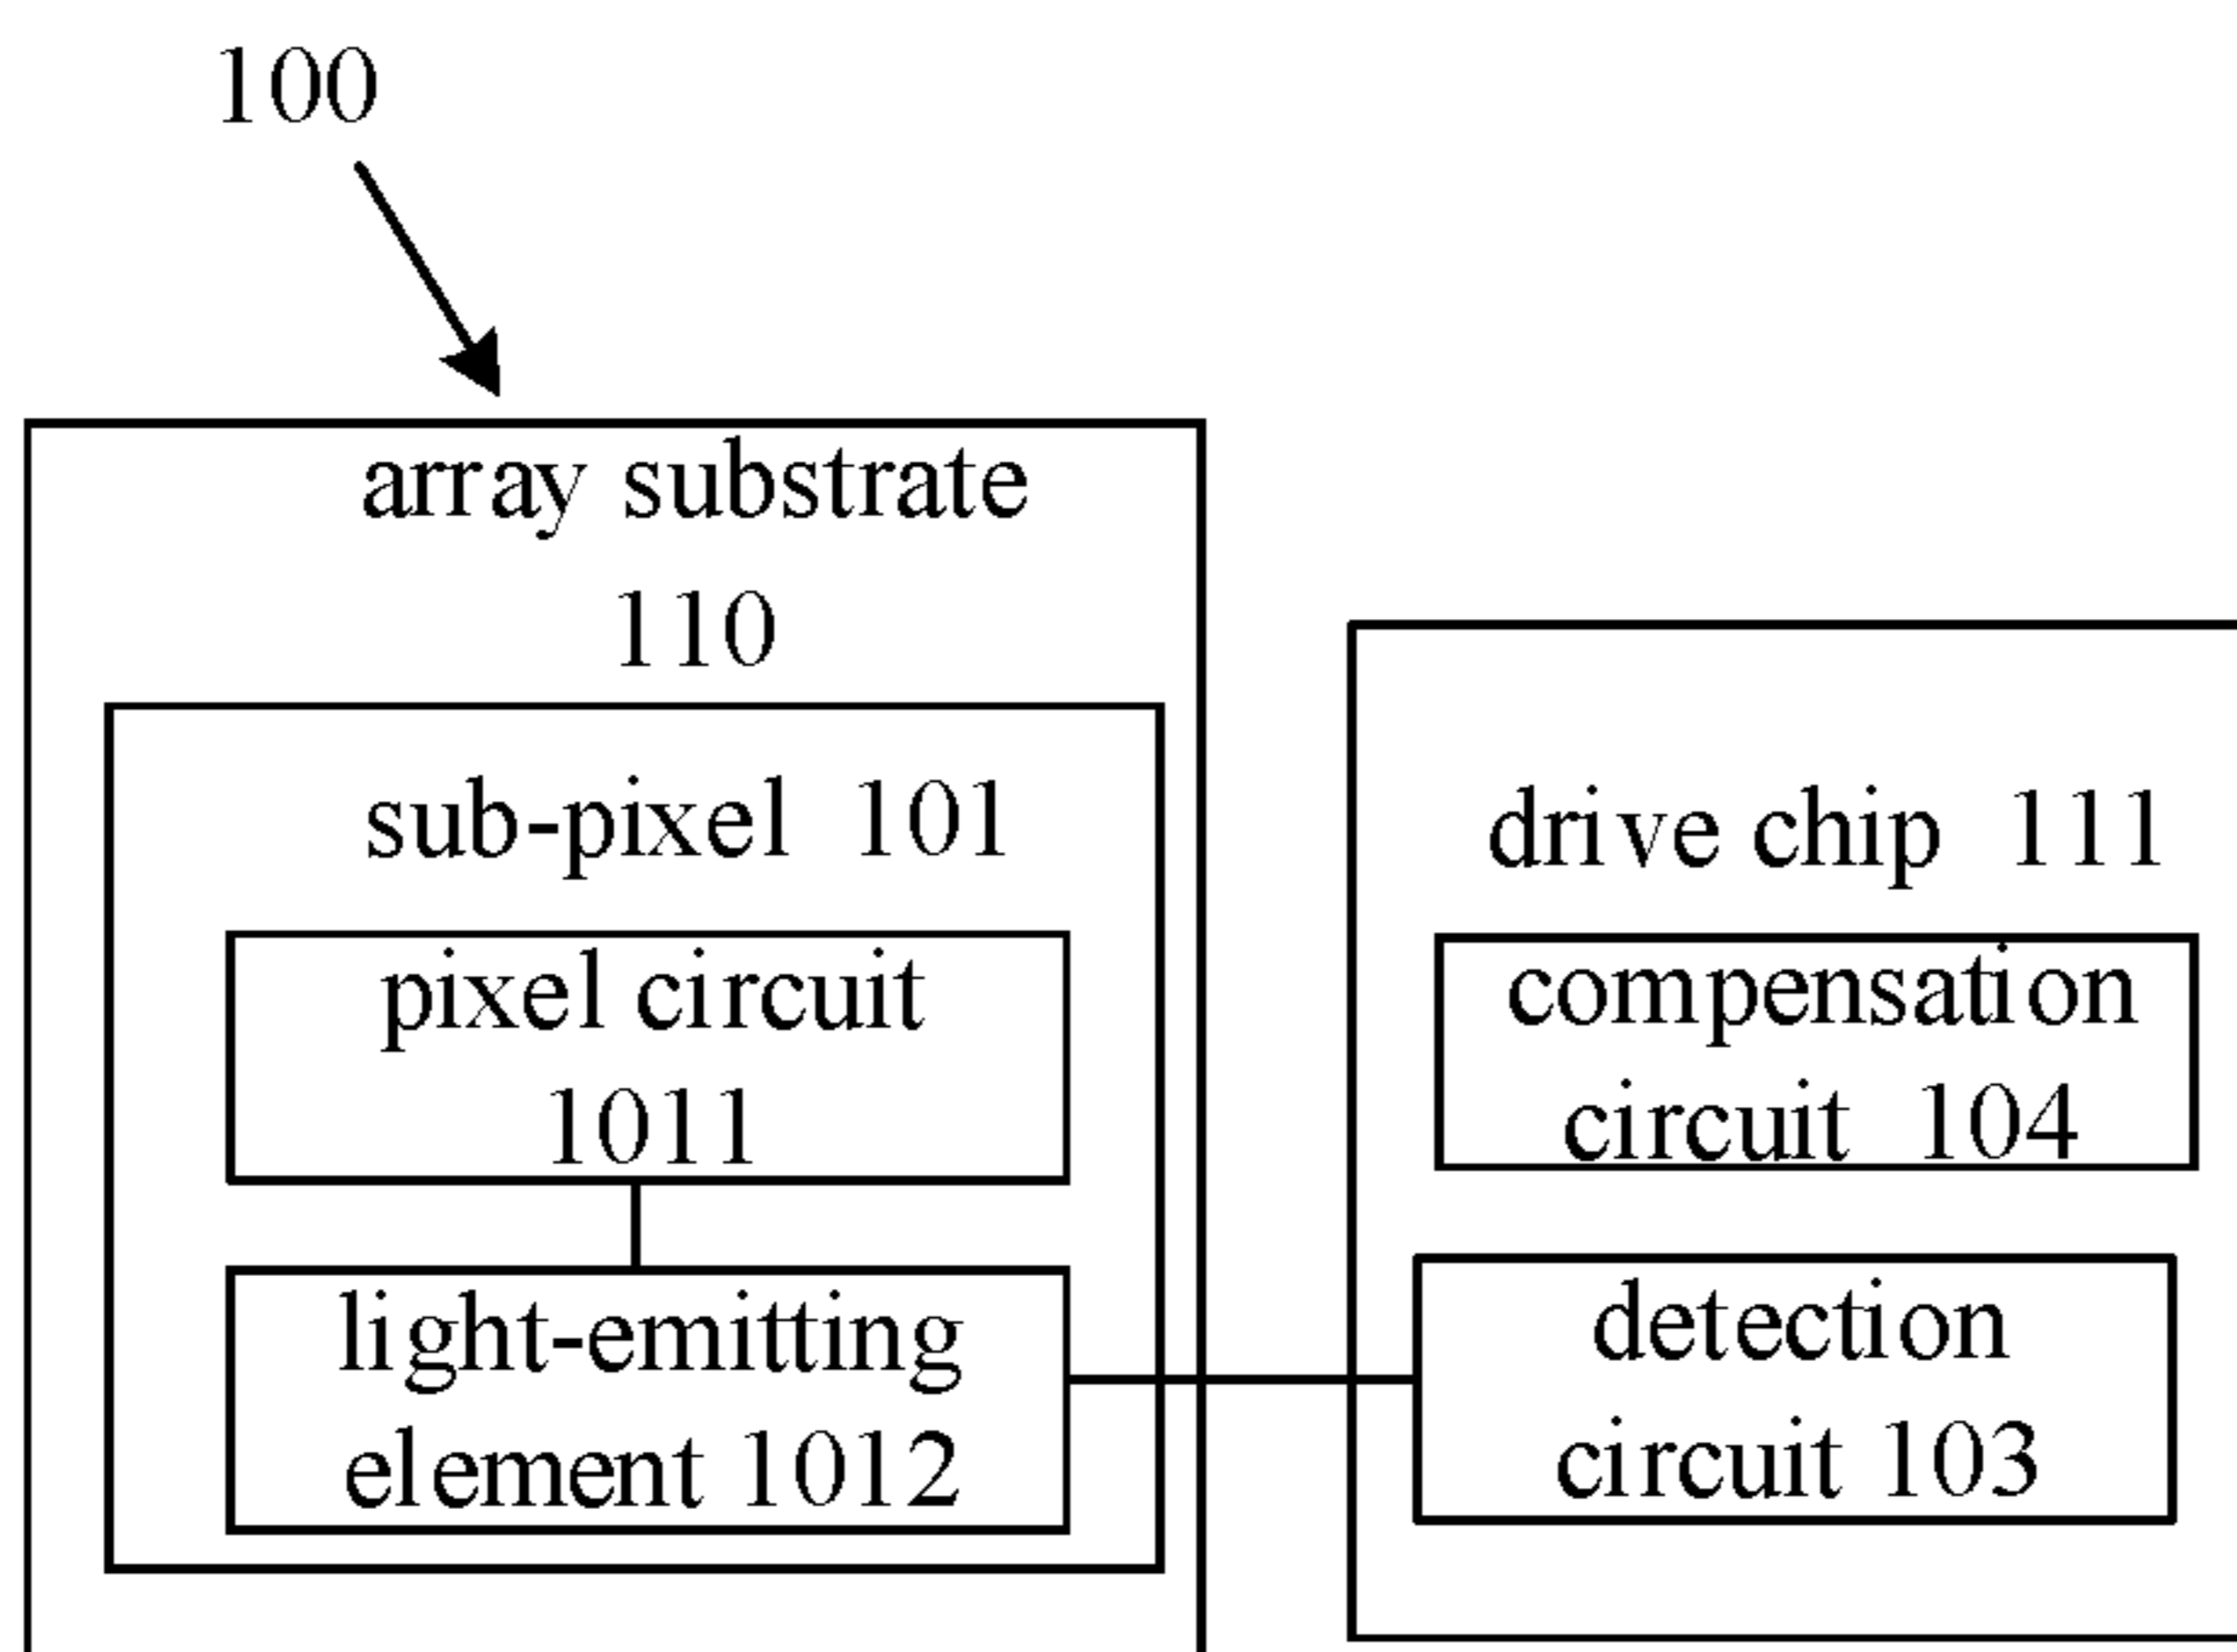 100
array substrate
110
sub-pixel 101
pixel circuit
1011
light-emitting
element 1012
drive chip 111
compensation
circuit 104
detection
circuit 103